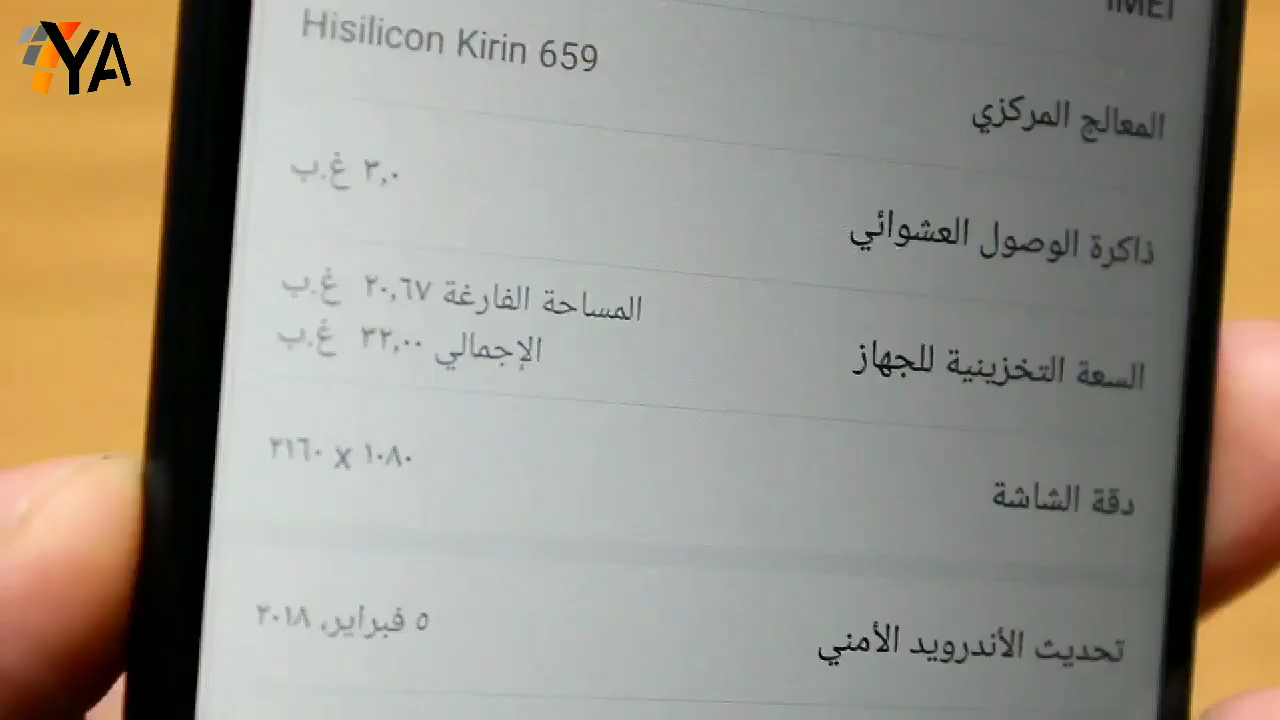 YA
IMEI
المعالج المركزي
Hisilicon Kirin 659
ذاكرة الوصول العشوائي
٣,٠ غ.ب
السعة التخزينية للجهاز
المساحة الفارغة ٢٠,٦٧ غ.ب
الإجمالي ٣٢,٠٠ غ.ب
دقة الشاشة
١٠٨٠ x ٢١٦٠
تحديث الأندرويد الأمني
٥ فبراير، ٢٠١٨